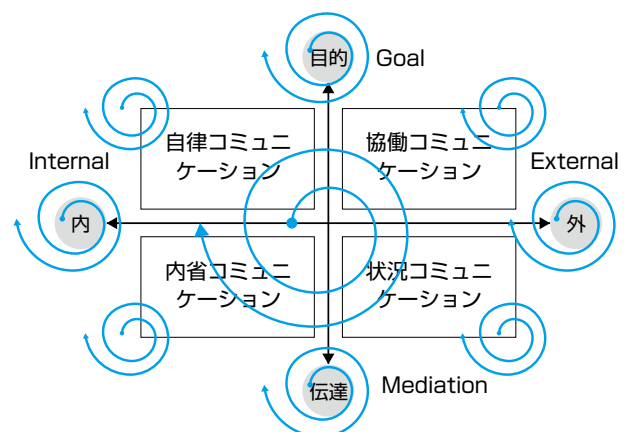 目的 Goal
自律コミュニ
ケーション
協働コミュニ
ケーション
Internal
External
内
外
内省コミュニ
ケーション
状況コミュニ
ケーション
伝達 Mediation